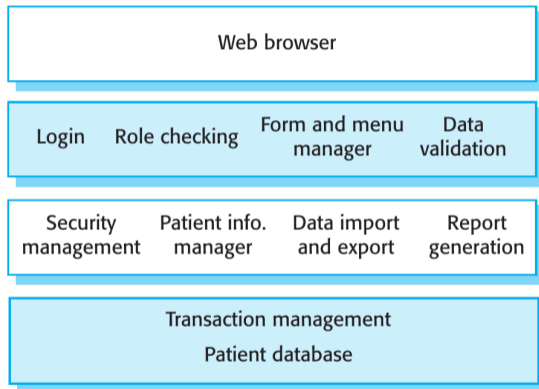 Web browser
Login Role checking Form and menu manager Data validation
Security management Patient info. manager Data import and export Report generation
Transaction management
Patient database